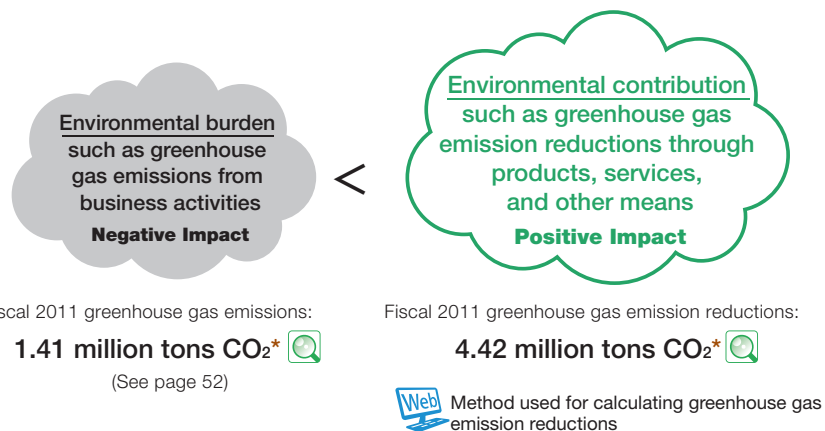 Environmental burden
such as greenhouse
gas emissions from
business activities
Negative Impact
<
Environmental contribution
such as greenhouse gas
emission reductions through
products, services,
and other means
Positive Impact
iscal 2011 greenhouse gas emissions:
1.41 million tons CO₂*
(See page 52)
Fiscal 2011 greenhouse gas emission reductions:
4.42 million tons CO₂*
Web
Method used for calculating greenhouse gas
emission reductions